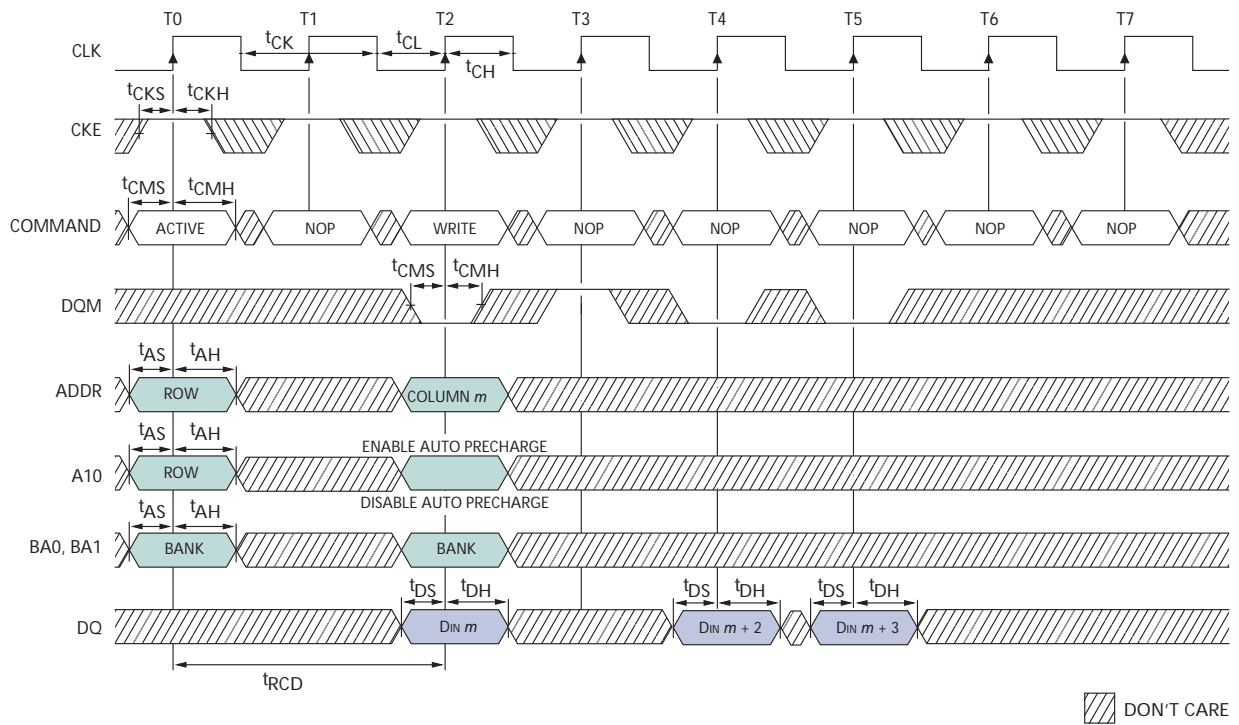 T0 T1 T2 T3 T4 T5 T6 T7
CLK
tCK tCL
tCH
tCKS tCKH
CKE
tCMS tCMH
COMMAND ACTIVE NOP WRITE NOP NOP NOP NOP NOP
tCMS tCMH
DQM
tAS tAH
ADDR ROW COLUMN m
tAS tAH ENABLE AUTO PRECHARGE
A10 ROW
DISABLE AUTO PRECHARGE
tAS tAH
BA0, BA1 BANK BANK
tDS tDH tDS tDH tDS tDH
DQ DIN m DIN m + 2 DIN m + 3
tRCD
DON'T CARE